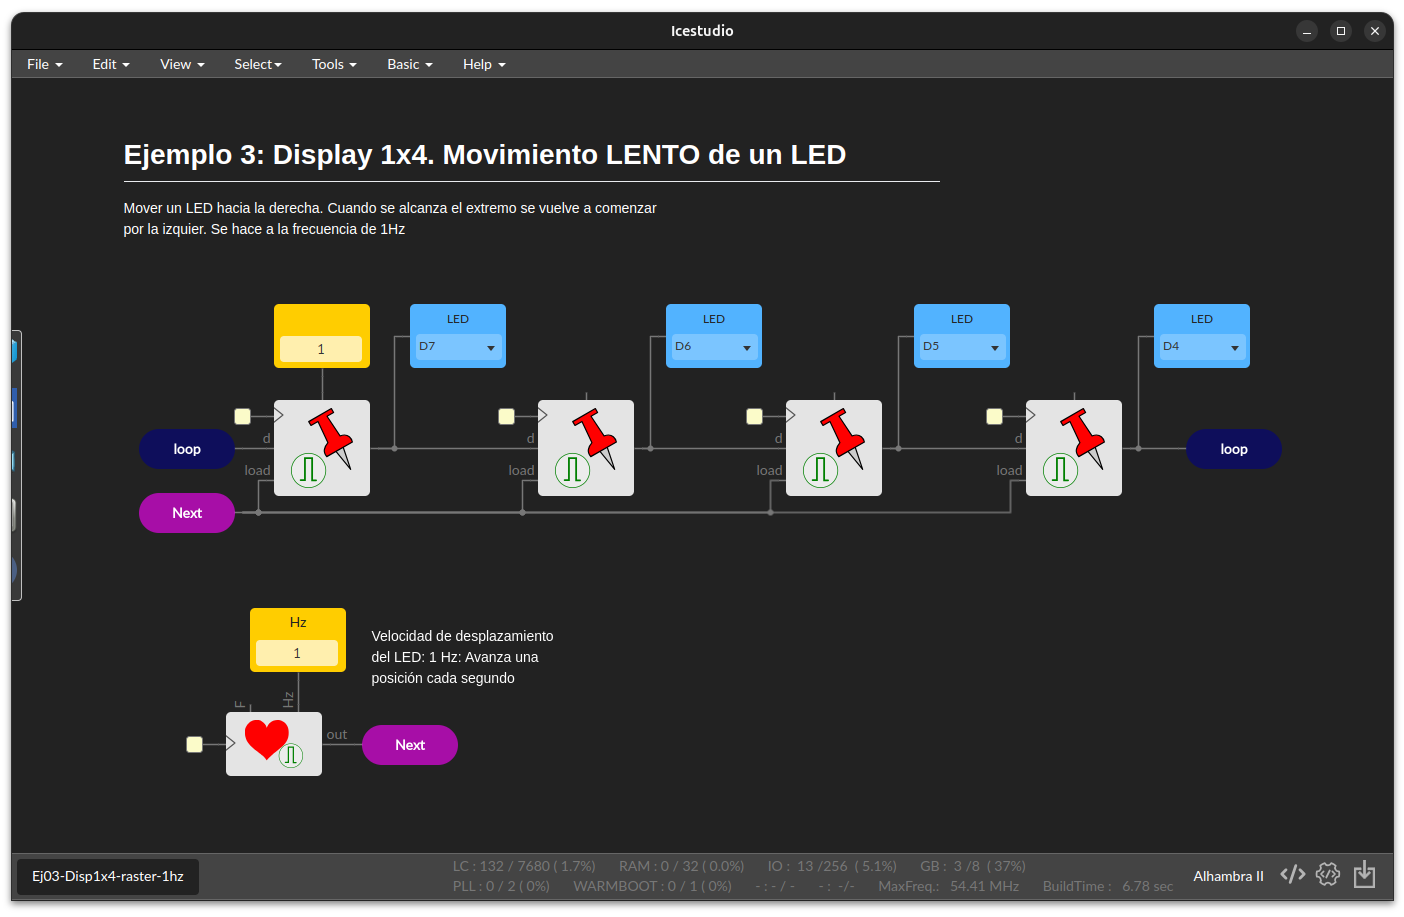 Icestudio
File Edit View Select Tools Basic Help
Ejemplo 3: Display 1x4. Movimiento LENTO de un LED
Mover un LED hacia la derecha. Cuando se alcanza el extremo se vuelve a comenzar
por la izquier. Se hace a la frecuencia de 1Hz
LED LED LED LED
1 D7 D6 D5 D4
d d d d
loop loop
load load load load
Next
Hz
1
Velocidad de desplazamiento
del LED: 1 Hz: Avanza una
posición cada segundo
F Hz
out Next
LC : 132 / 7680 ( 1.7%) RAM : 0 / 32 ( 0.0%) IO : 13 /256 ( 5.1%) GB : 3 /8 ( 37%)
Ej03-Disp1x4-raster-1hz
PLL : 0 / 2 ( 0%) WARMBOOT : 0 / 1 ( 0%) - : - / - - : -/- MaxFreq.: 54.41 MHz BuildTime : 6.78 sec
Alhambra II